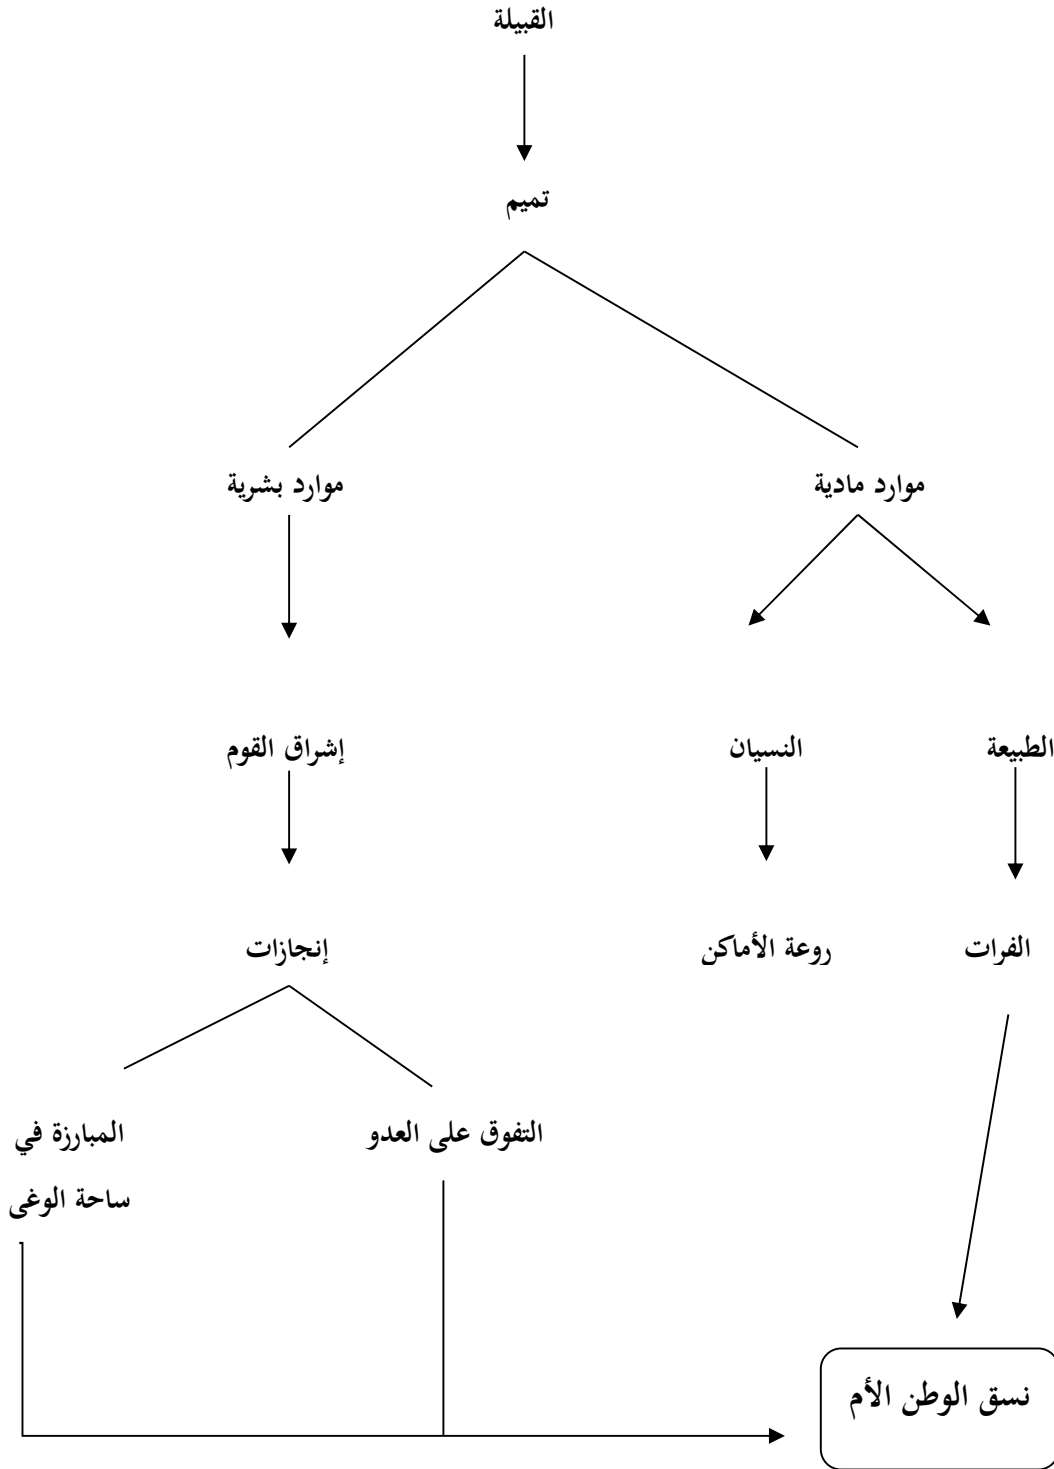 القبيلة
تميم
موارد مادية
موارد بشرية
الطبيعة
النسيان
إشراق القوم
الفرات
روعة الأماكن
إنجازات
التفوق على العدو
المبارزة في
ساحة الوغى
نسق الوطن الأم